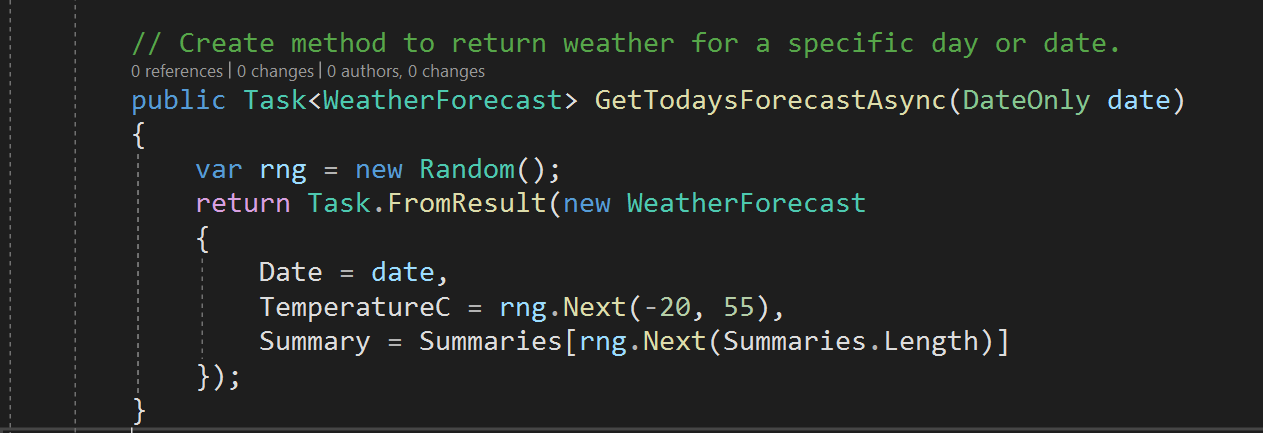 // Create method to return weather for a specific day or date.
0 references | 0 changes | 0 authors, 0 changes
public Task<WeatherForecast> GetTodaysForecastAsync(DateOnly date)
{
var rng = new Random();
return Task.FromResult(new WeatherForecast
{
Date = date,
TemperatureC = rng.Next(-20, 55),
Summary = Summaries[rng.Next(Summaries.Length)]
});
}